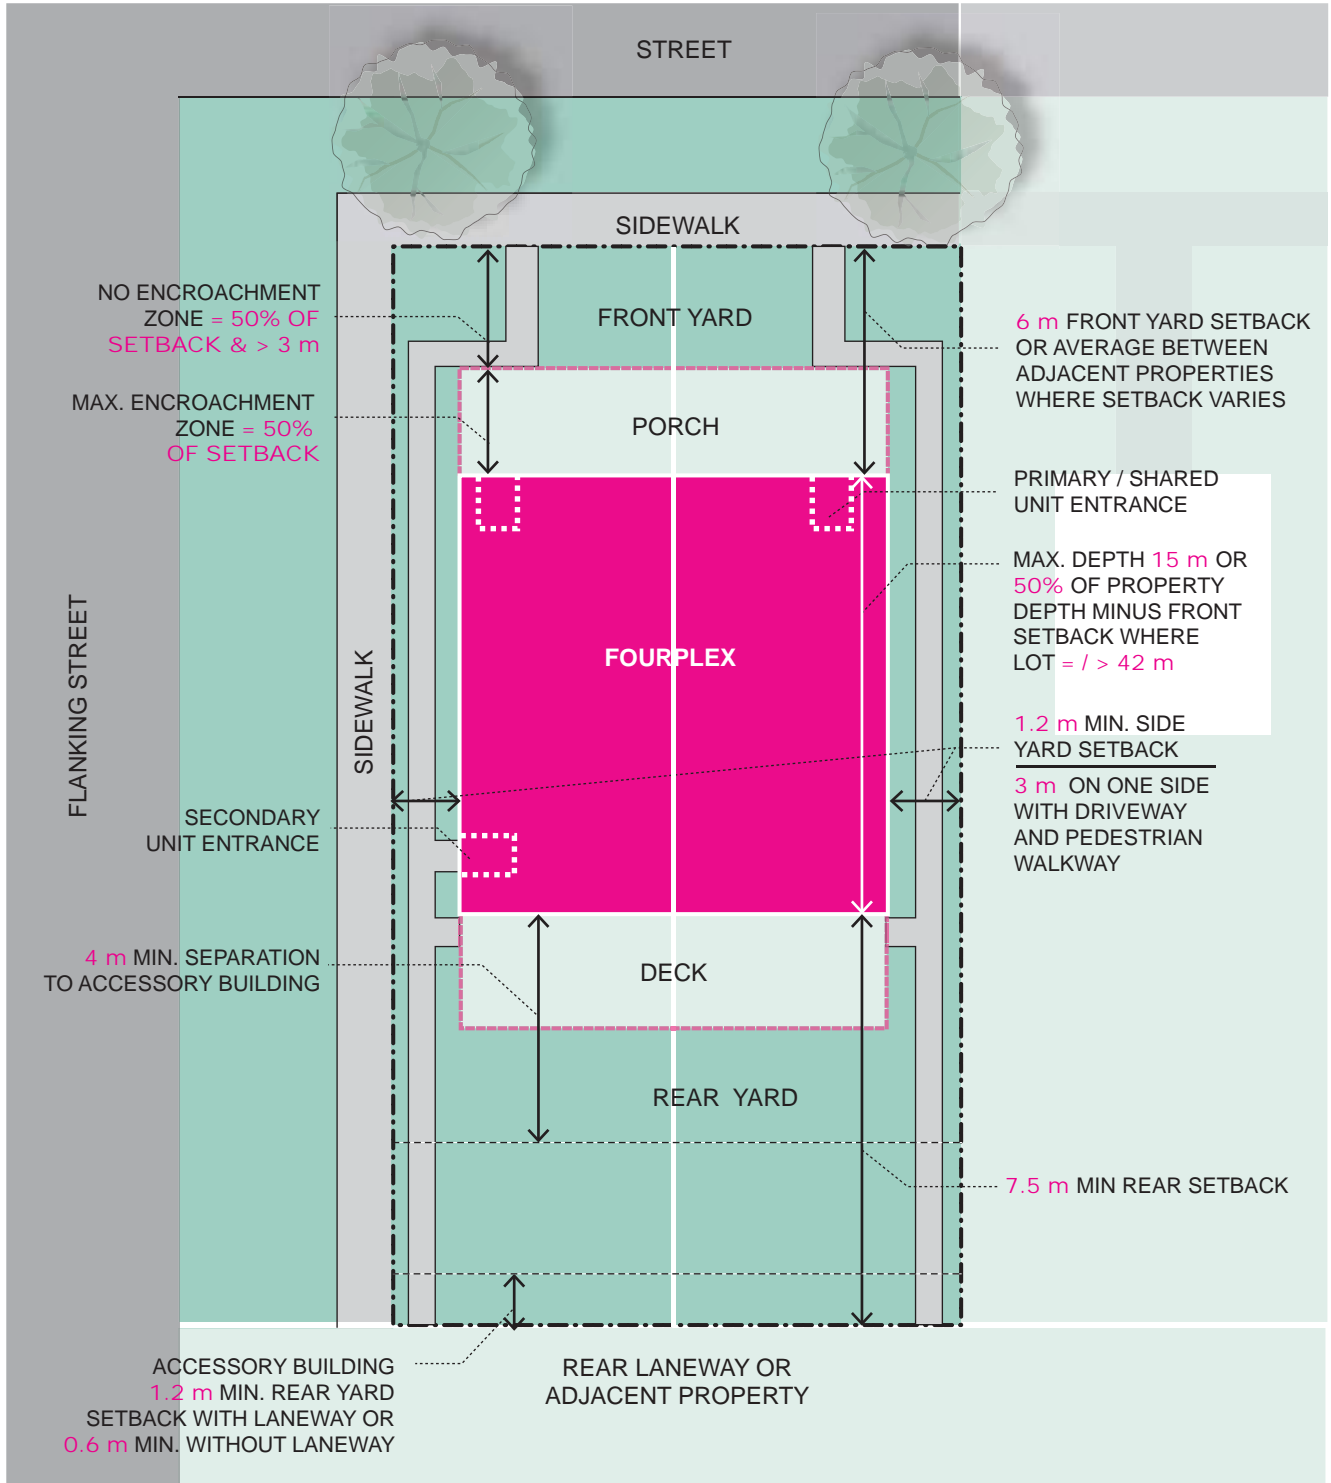 STREET
SIDEWALK
NO ENCROACHMENT
ZONE = 50% OF
SETBACK & > 3 m
FRONT YARD
6 m FRONT YARD SETBACK
OR AVERAGE BETWEEN
ADJACENT PROPERTIES
WHERE SETBACK VARIES
MAX. ENCROACHMENT
ZONE = 50%
OF SETBACK
PORCH
PRIMARY / SHARED
UNIT ENTRANCE
MAX. DEPTH 15 m OR
50% OF PROPERTY
DEPTH MINUS FRONT
SETBACK WHERE
LOT = / > 42 m
FOURPLEX
FLANKING STREET
SIDEWALK
1.2 m MIN. SIDE
YARD SETBACK
3 m ON ONE SIDE
WITH DRIVEWAY
AND PEDESTRIAN
WALKWAY
SECONDARY
UNIT ENTRANCE
4 m MIN. SEPARATION
TO ACCESSORY BUILDING
DECK
REAR YARD
7.5 m MIN REAR SETBACK
ACCESSORY BUILDING
1.2 m MIN. REAR YARD
SETBACK WITH LANEWAY OR
0.6 m MIN. WITHOUT LANEWAY
REAR LANEWAY OR
ADJACENT PROPERTY